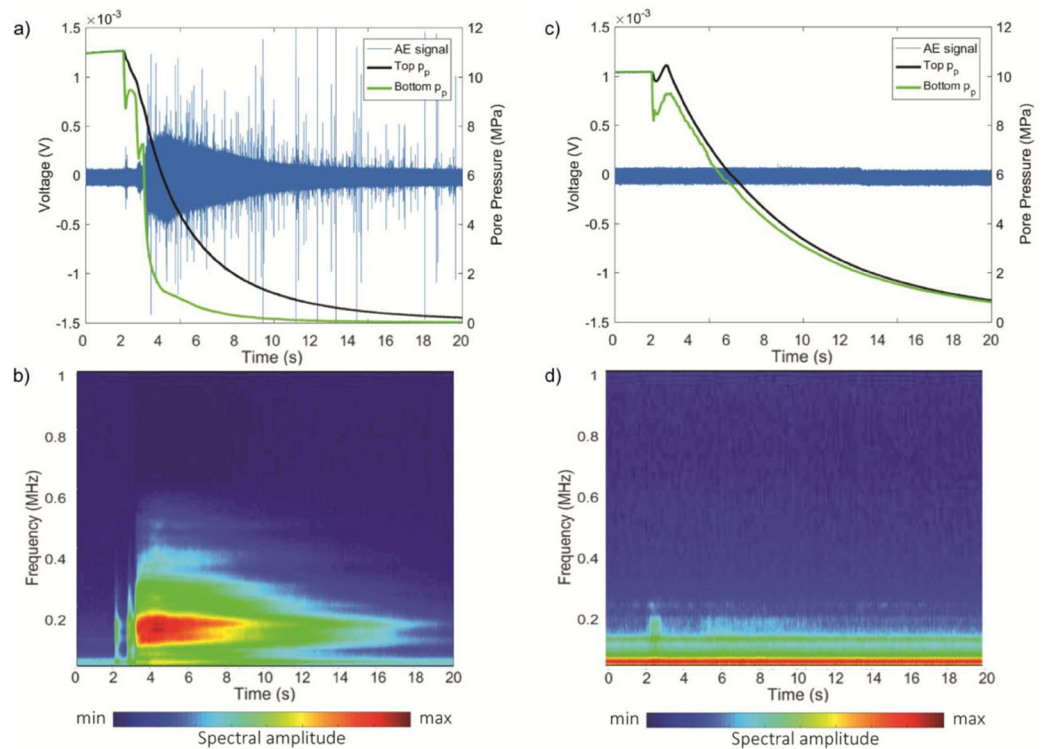 a)
×10⁻³
1.5
1
0.5
0
-0.5
-1
-1.5
Voltage (V)
AE signal
Top pₚ
Bottom pₚ
12
10
8
6
4
2
0
Pore Pressure (MPa)
0 2 4 6 8 10 12 14 16 18 20
Time (s)
c)
×10⁻³
1.5
1
0.5
0
-0.5
-1
-1.5
Voltage (V)
AE signal
Top pₚ
Bottom pₚ
12
10
8
6
4
2
0
Pore Pressure (MPa)
0 2 4 6 8 10 12 14 16 18 20
Time (s)
b)
1
0.8
0.6
0.4
0.2
Frequency (MHz)
0 2 4 6 8 10 12 14 16 18 20
Time (s)
min max
Spectral amplitude
d)
1
0.8
0.6
0.4
0.2
Frequency (MHz)
0 2 4 6 8 10 12 14 16 18 20
Time (s)
min max
Spectral amplitude